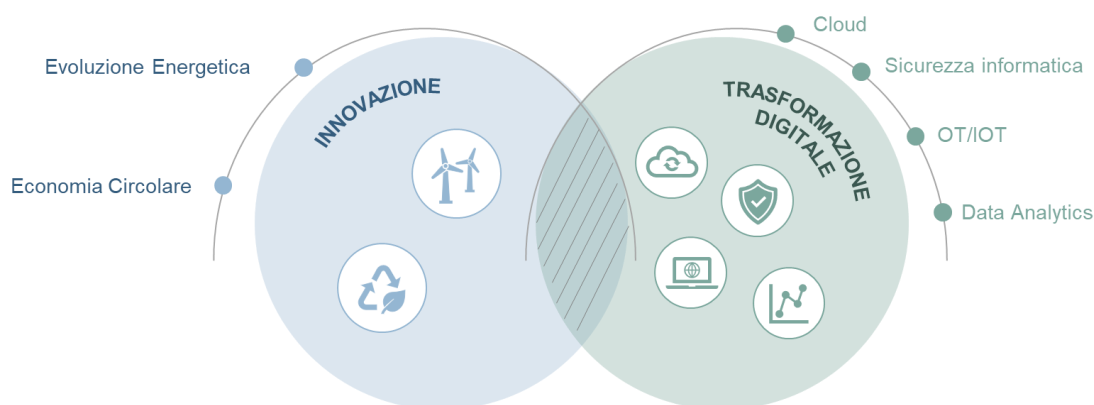 Evoluzione Energetica
Economia Circolare
INNOVAZIONE
TRASFORMAZIONE
DIGITALE
Cloud
Sicurezza informatica
OT/IOT
Data Analytics